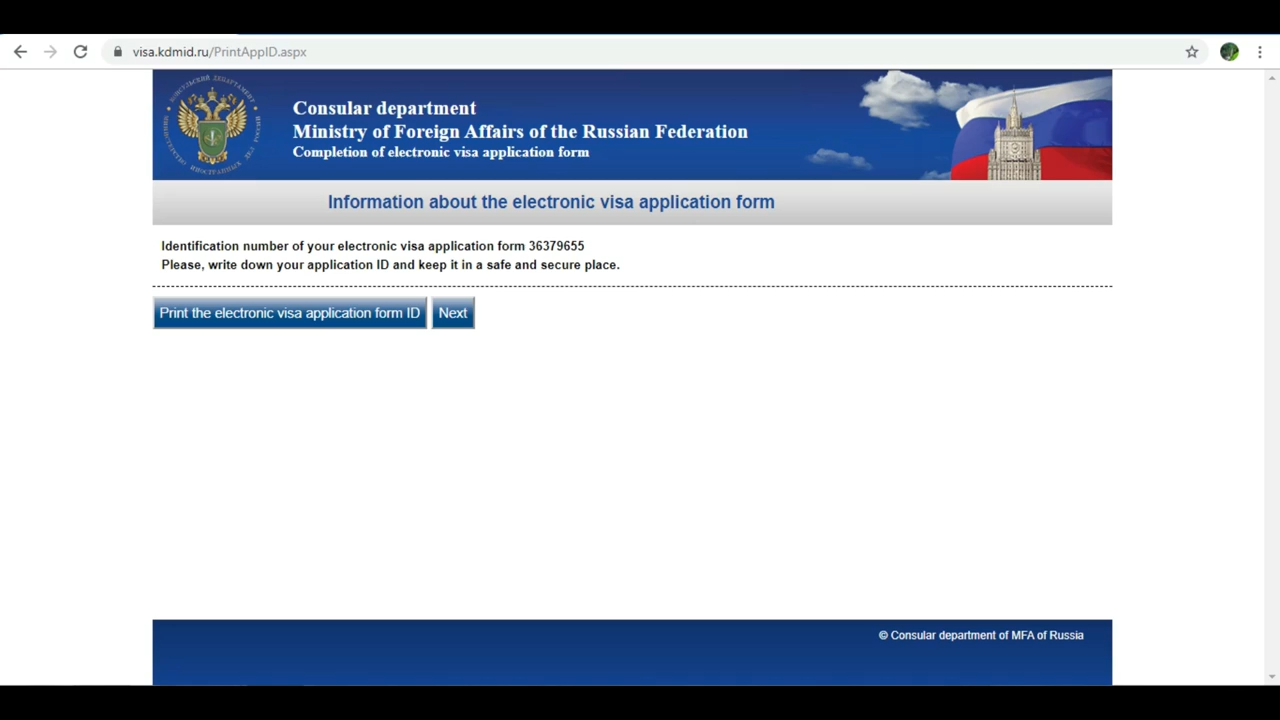 visa.kdmid.ru/PrintAppID.aspx
Consular department
Ministry of Foreign Affairs of the Russian Federation
Completion of electronic visa application form
Information about the electronic visa application form
Identification number of your electronic visa application form 36379655
Please, write down your application ID and keep it in a safe and secure place.
Print the electronic visa application form ID Next
© Consular department of MFA of Russia